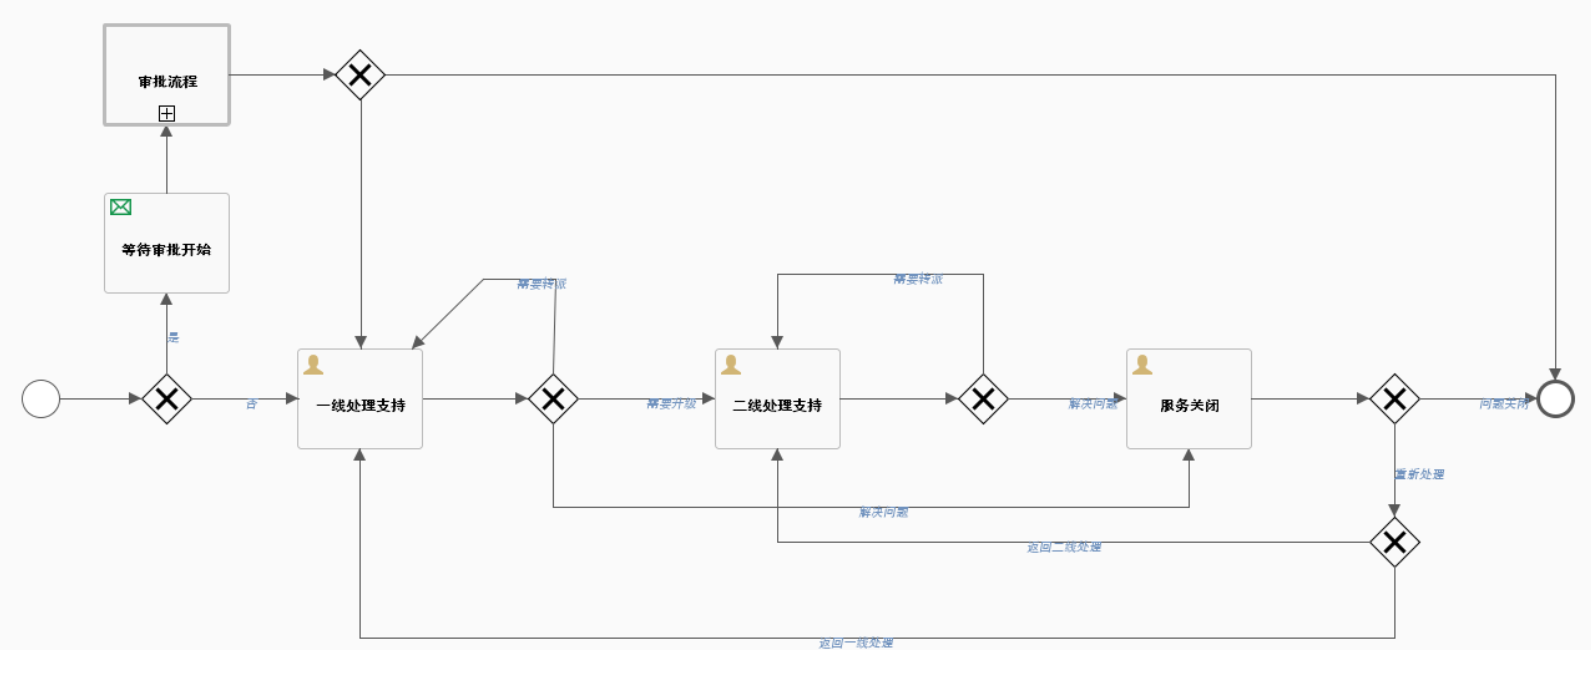 审批流程
等待审批开始
是
需要转派
需要转派
否
一线处理支持
需要升级
二线处理支持
解决问题
服务关闭
问题关闭
重新处理
解决问题
返回二线处理
返回一线处理